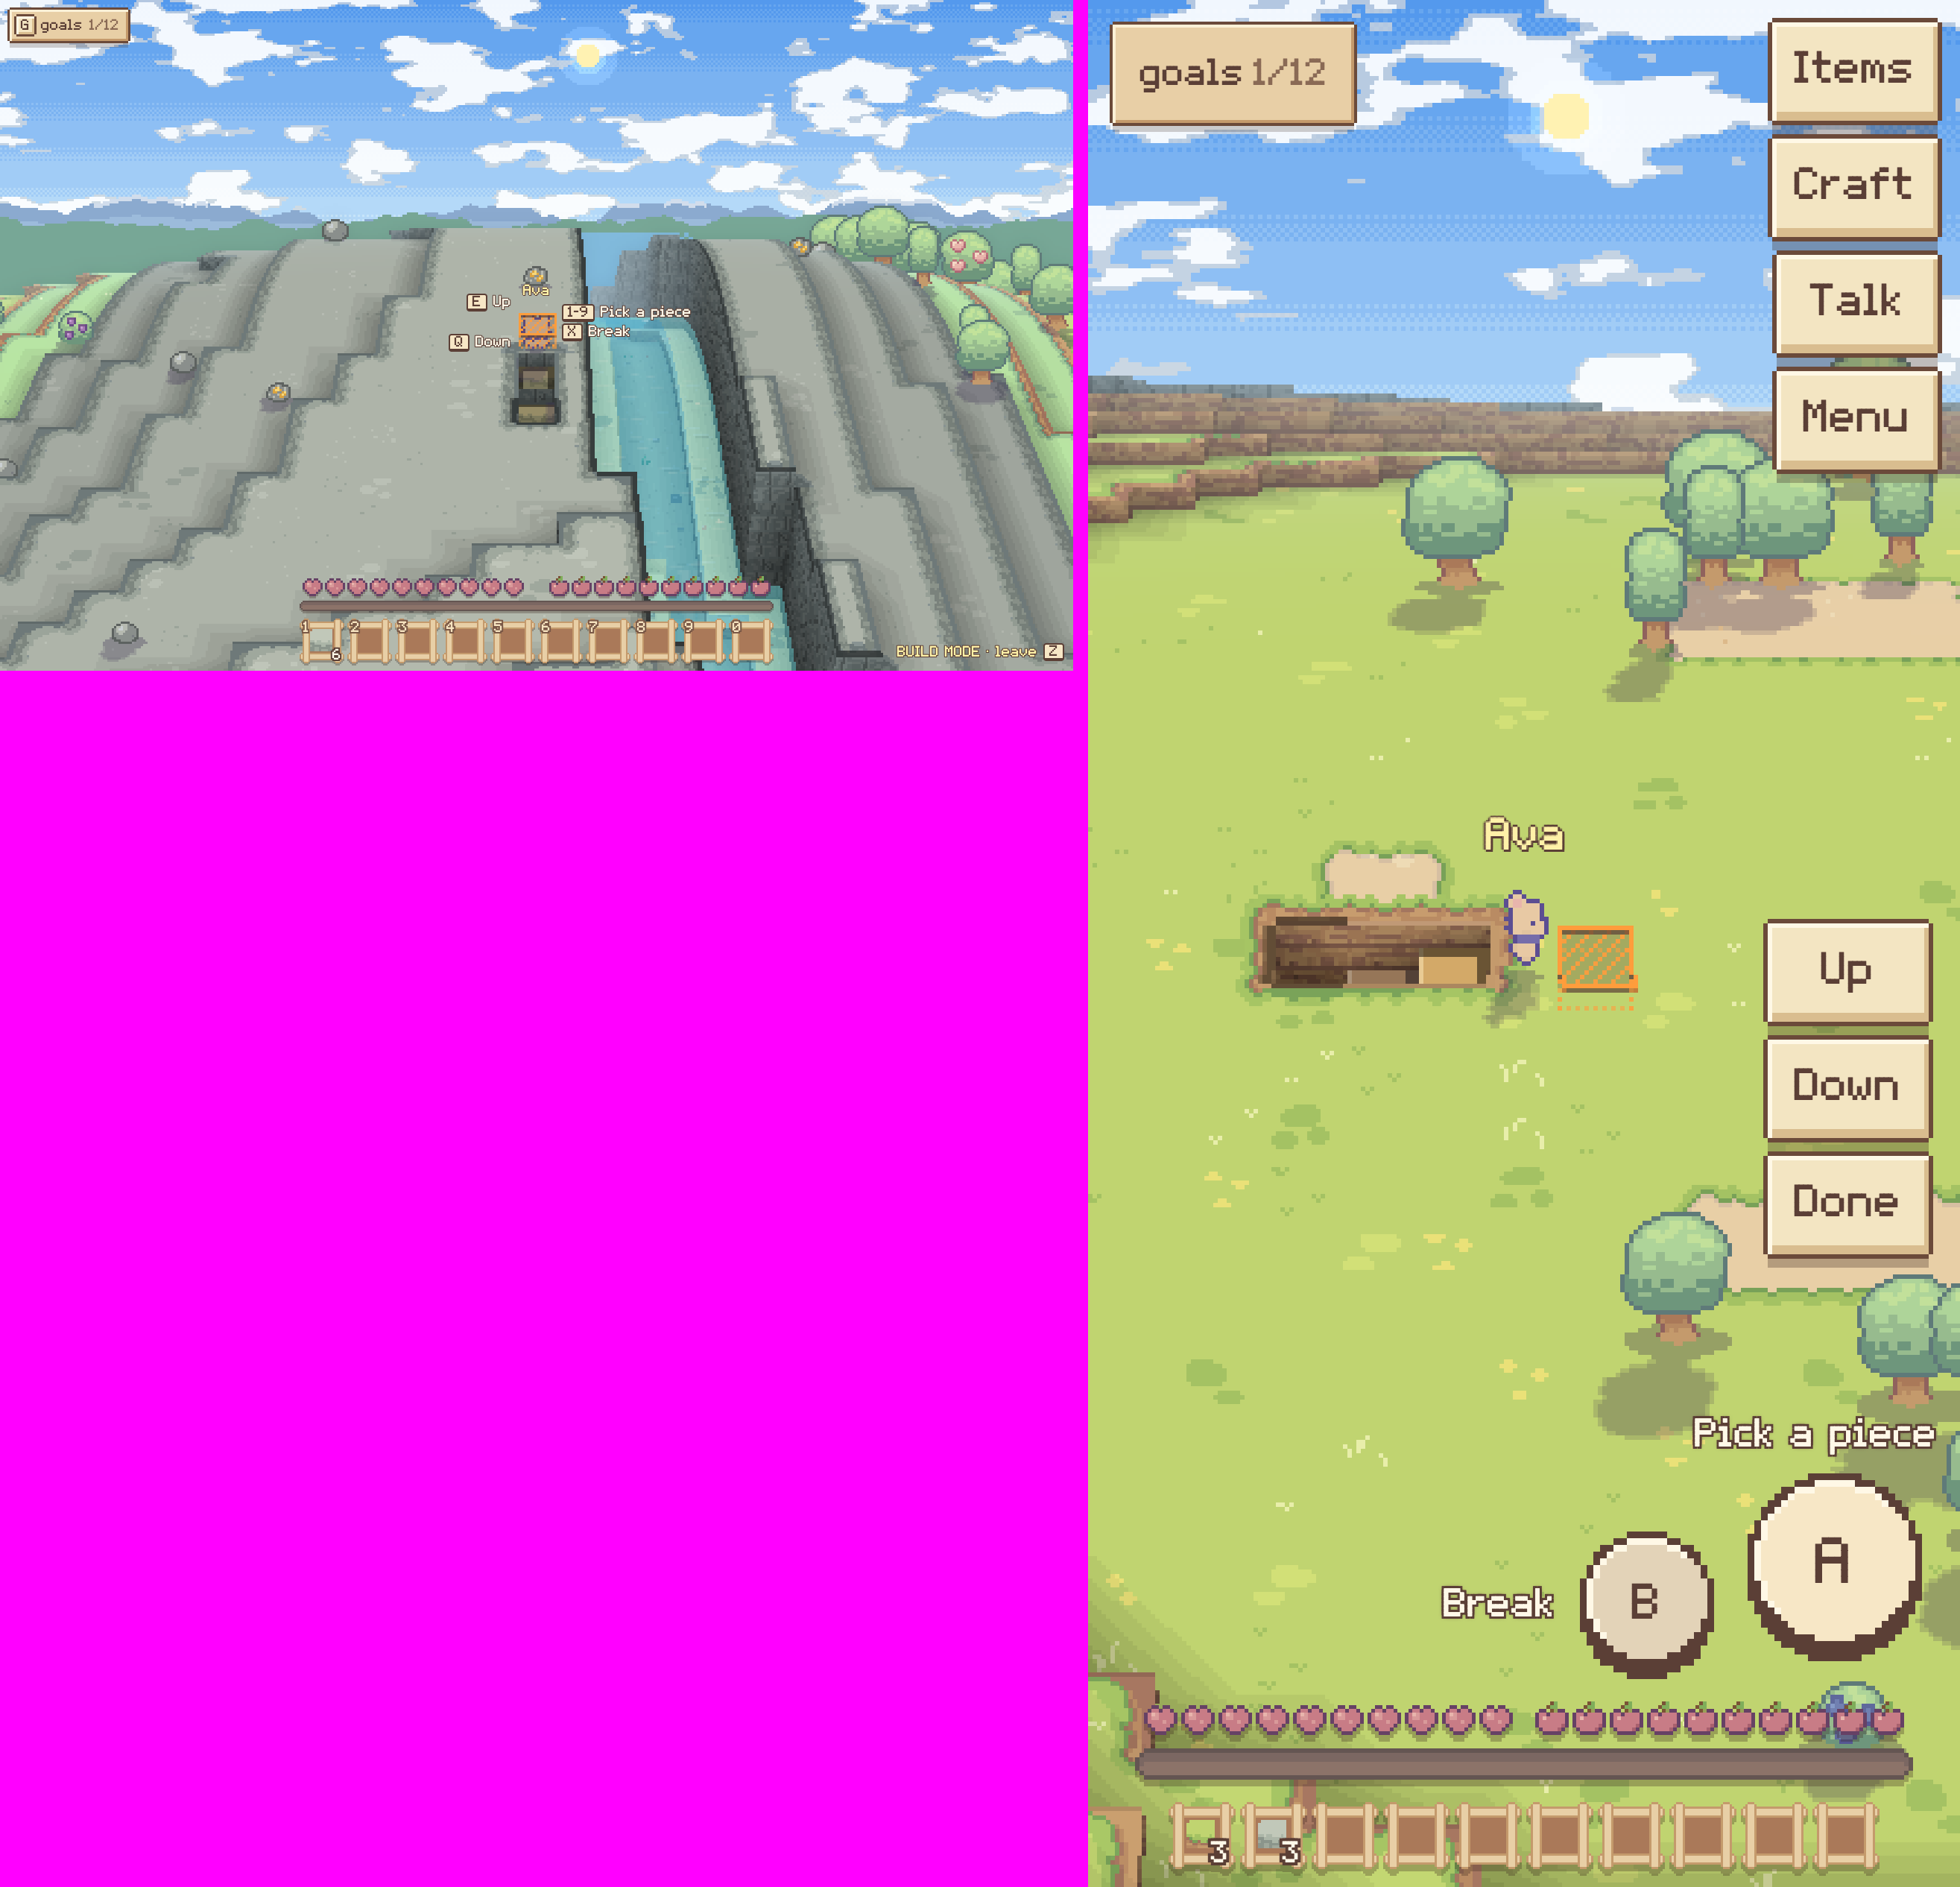 G goals 1/12
Ava
E Up
1-9 Pick a piece
X Break
Q Down
1 2 3 4 5 6 7 8 9 0
6
BUILD MODE · leave Z
goals 1/12
Items
Craft
Talk
Menu
Ava
Up
Down
Done
Pick a piece
A
Break B
3 3